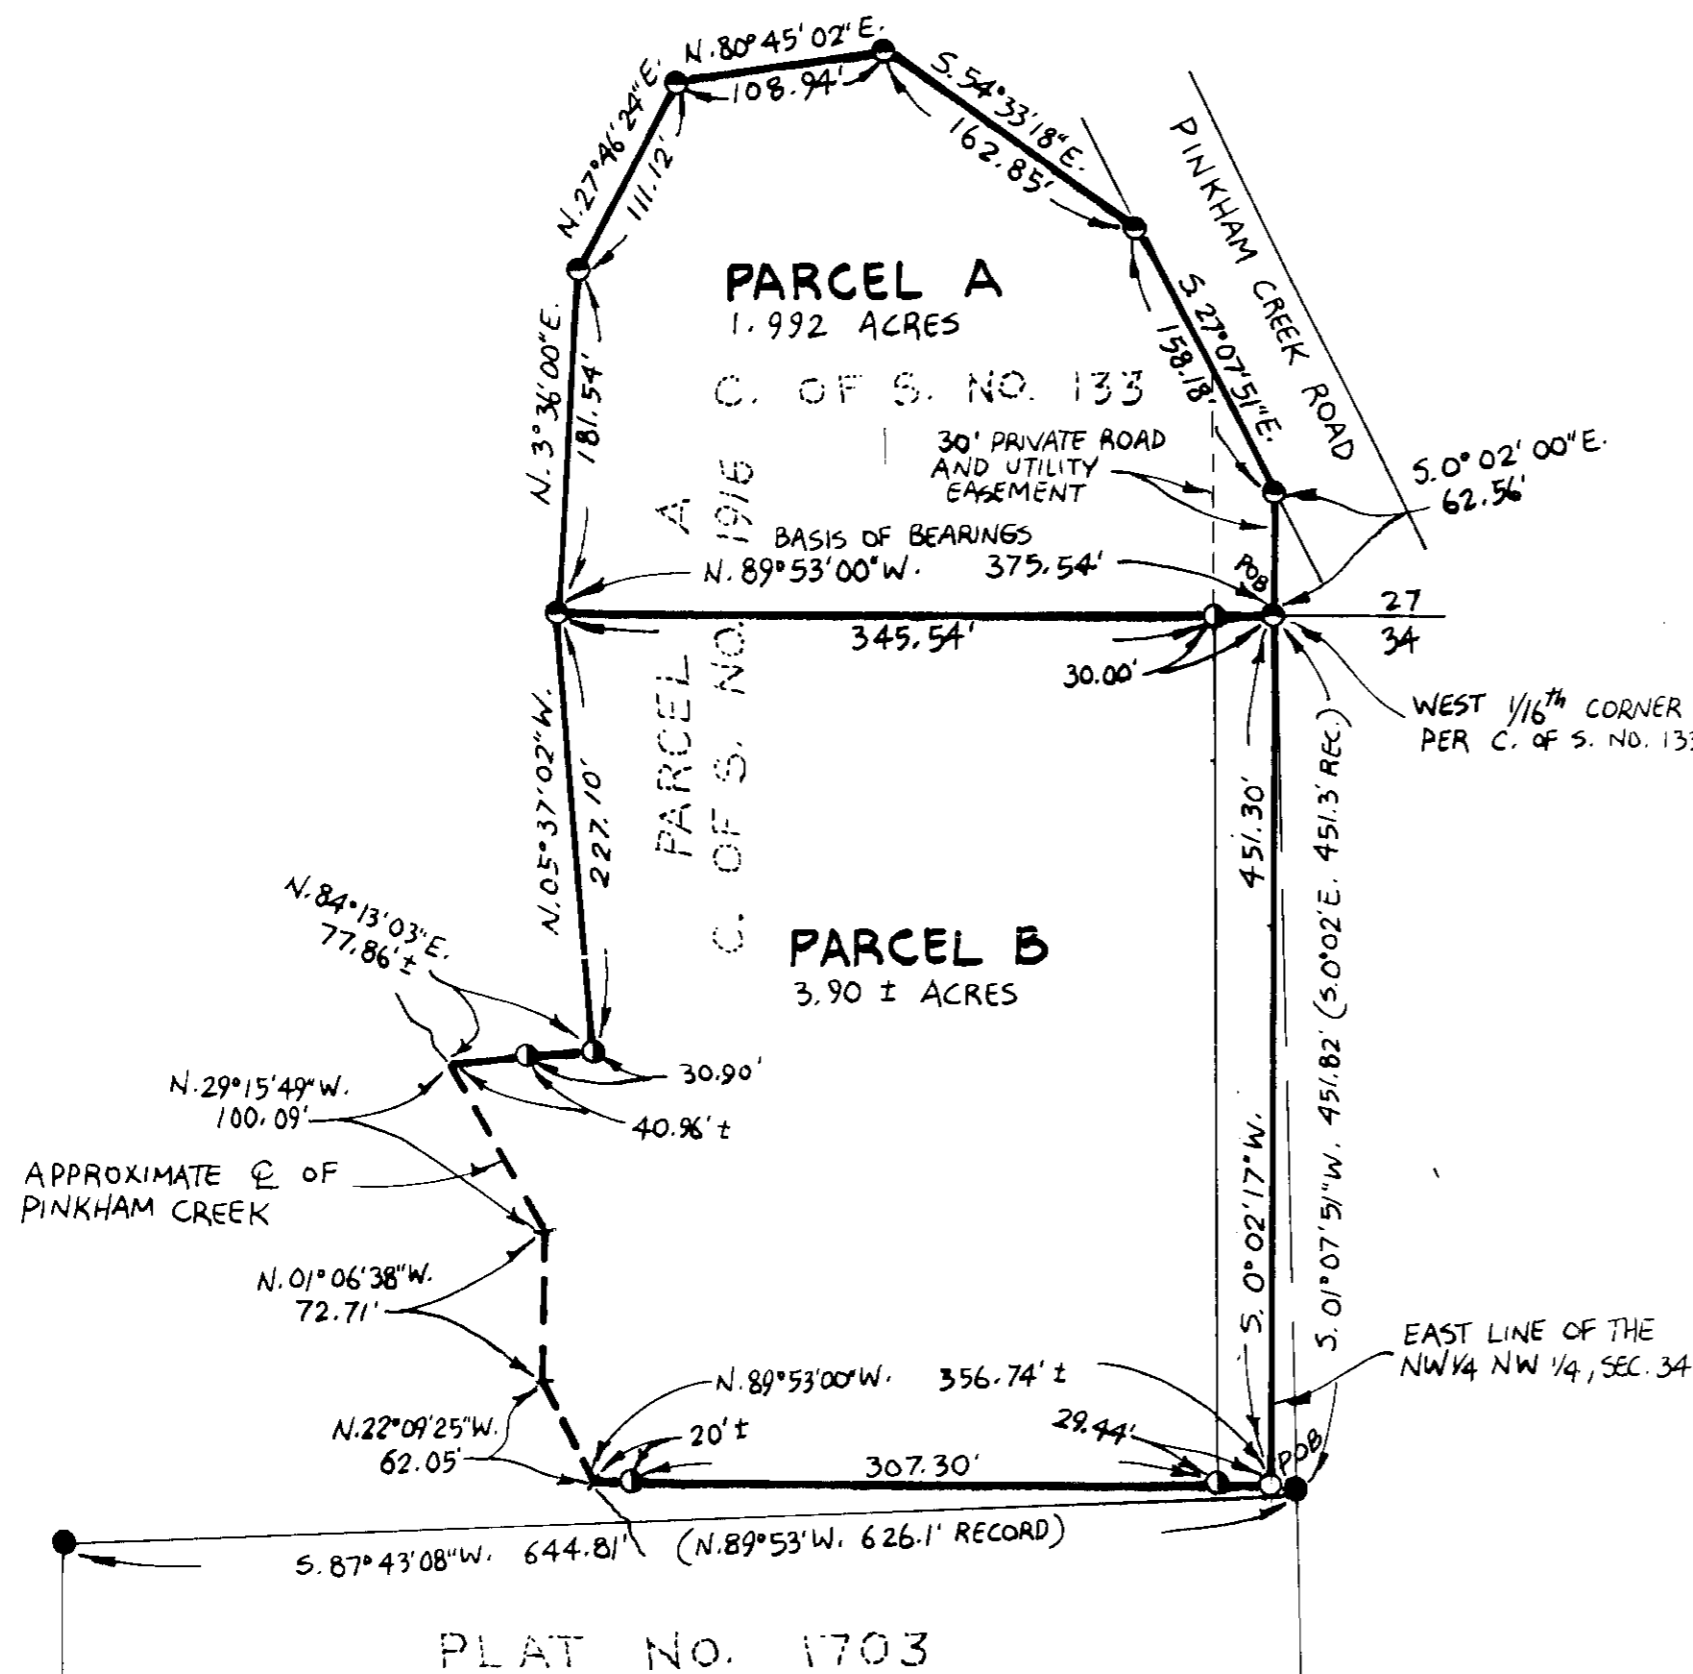 N.80°45'02"E.
108.94'
N.27°46'24"E.
111.12'
S.54°33'18"E.
162.85'
PINKHAM CREEK ROAD
PARCEL A
1.992 ACRES
S.27°07'51"E.
158.18'
N.3°36'00"E.
181.54'
C. OF S. NO. 133
30' PRIVATE ROAD
AND UTILITY
EASEMENT
S.0°02'00"E.
62.56'
PARCEL A
C. OF S. NO. 1916
BASIS OF BEARINGS
N.89°53'00"W. 375.54'
POB
27
34
345.54'
30.00'
WEST 1/16th CORNER
PER C. OF S. NO. 133
N.05°37'02"W.
227.10'
451.30'
S. 0°02'17"W.
S. 01°07'51"W. 451.82' (S.0°02'E. 451.3' REC.)
N.84°13'03"E.
77.86'±
PARCEL B
3.90 ± ACRES
30.90'
40.96'±
N.29°15'49"W.
100.09'
APPROXIMATE ℄ OF
PINKHAM CREEK
N.01°06'38"W.
72.71'
EAST LINE OF THE
NW1/4 NW 1/4, SEC. 34
N.89°53'00"W. 356.74'±
N.22°09'25"W.
62.05'
20'±
307.30'
29.44'
POB
S.87°43'08"W. 644.81' (N.89°53'W. 626.1' RECORD)
PLAT NO. 1703